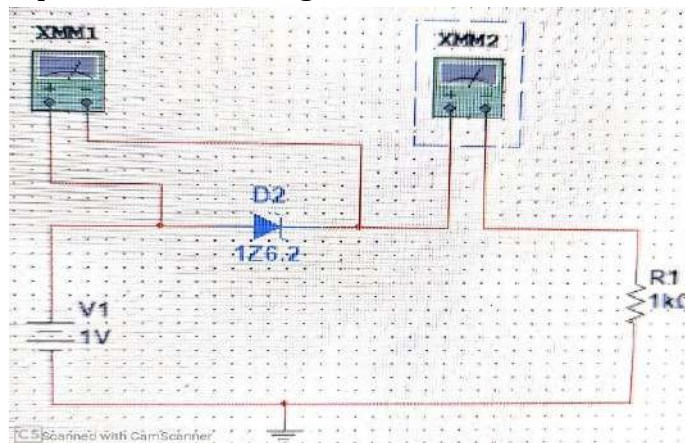 XMM1
XMM2
D2
1Z6.2
V1
1V
R1
1kΩ
CS Scanned with CamScanner